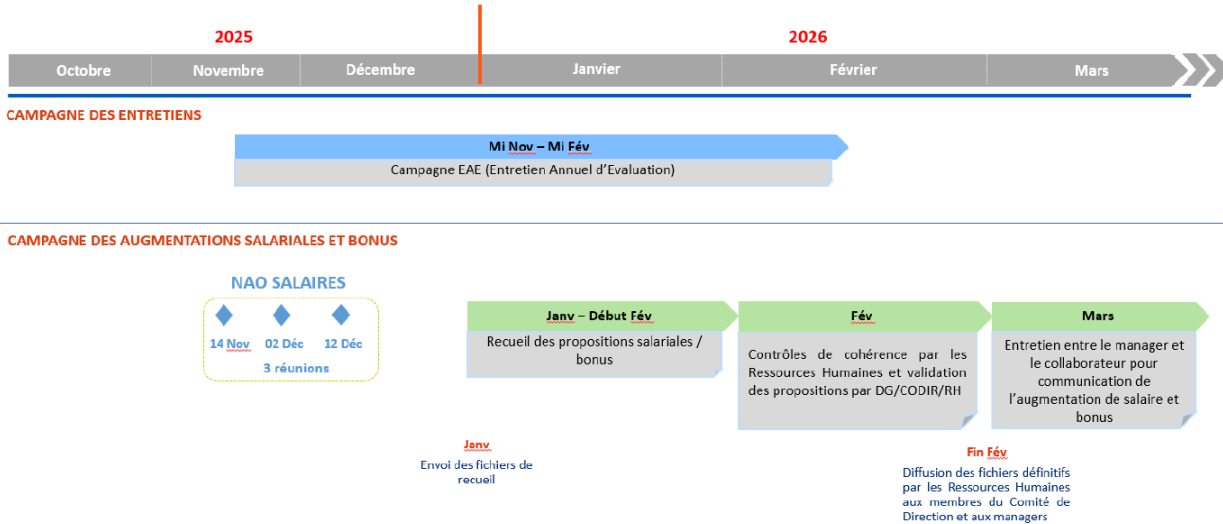 2025
2026
Octobre
Novembre
Décembre
Janvier
Février
Mars
CAMPAGNE DES ENTRETIENS
Mi Nov – Mi Fév
Campagne EAE (Entretien Annuel d'Evaluation)
CAMPAGNE DES AUGMENTATIONS SALARIALES ET BONUS
NAO SALAIRES
14 Nov
02 Déc
12 Déc
3 réunions
Janv – Début Fév
Recueil des propositions salariales /
bonus
Fév
Contrôles de cohérence par les
Ressources Humaines et validation
des propositions par DG/CODIR/RH
Mars
Entretien entre le manager et
le collaborateur pour
communication de
l'augmentation de salaire et
bonus
Janv
Envoi des fichiers de
recueil
Fin Fév
Diffusion des fichiers définitifs
par les Ressources Humaines
aux membres du Comité de
Direction et aux managers